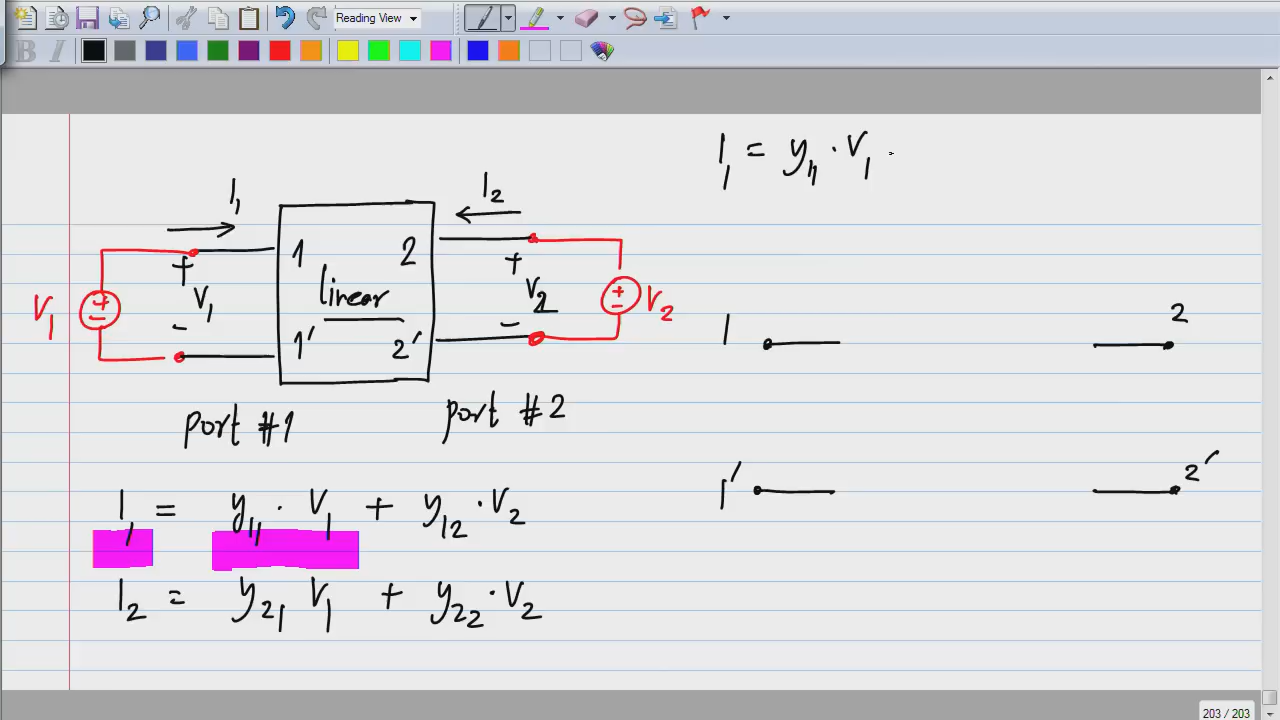 Reading View
B I
I1 = y11 · V1
I1
I2
1 2
+ +
V1 + - V1 linear V2 + - V2
- -
1′ 2′
1 2
port #1 port #2
1′ 2′
I1 = y11 · V1 + y12 · V2
I2 = y21 V1 + y22 · V2
203 / 203